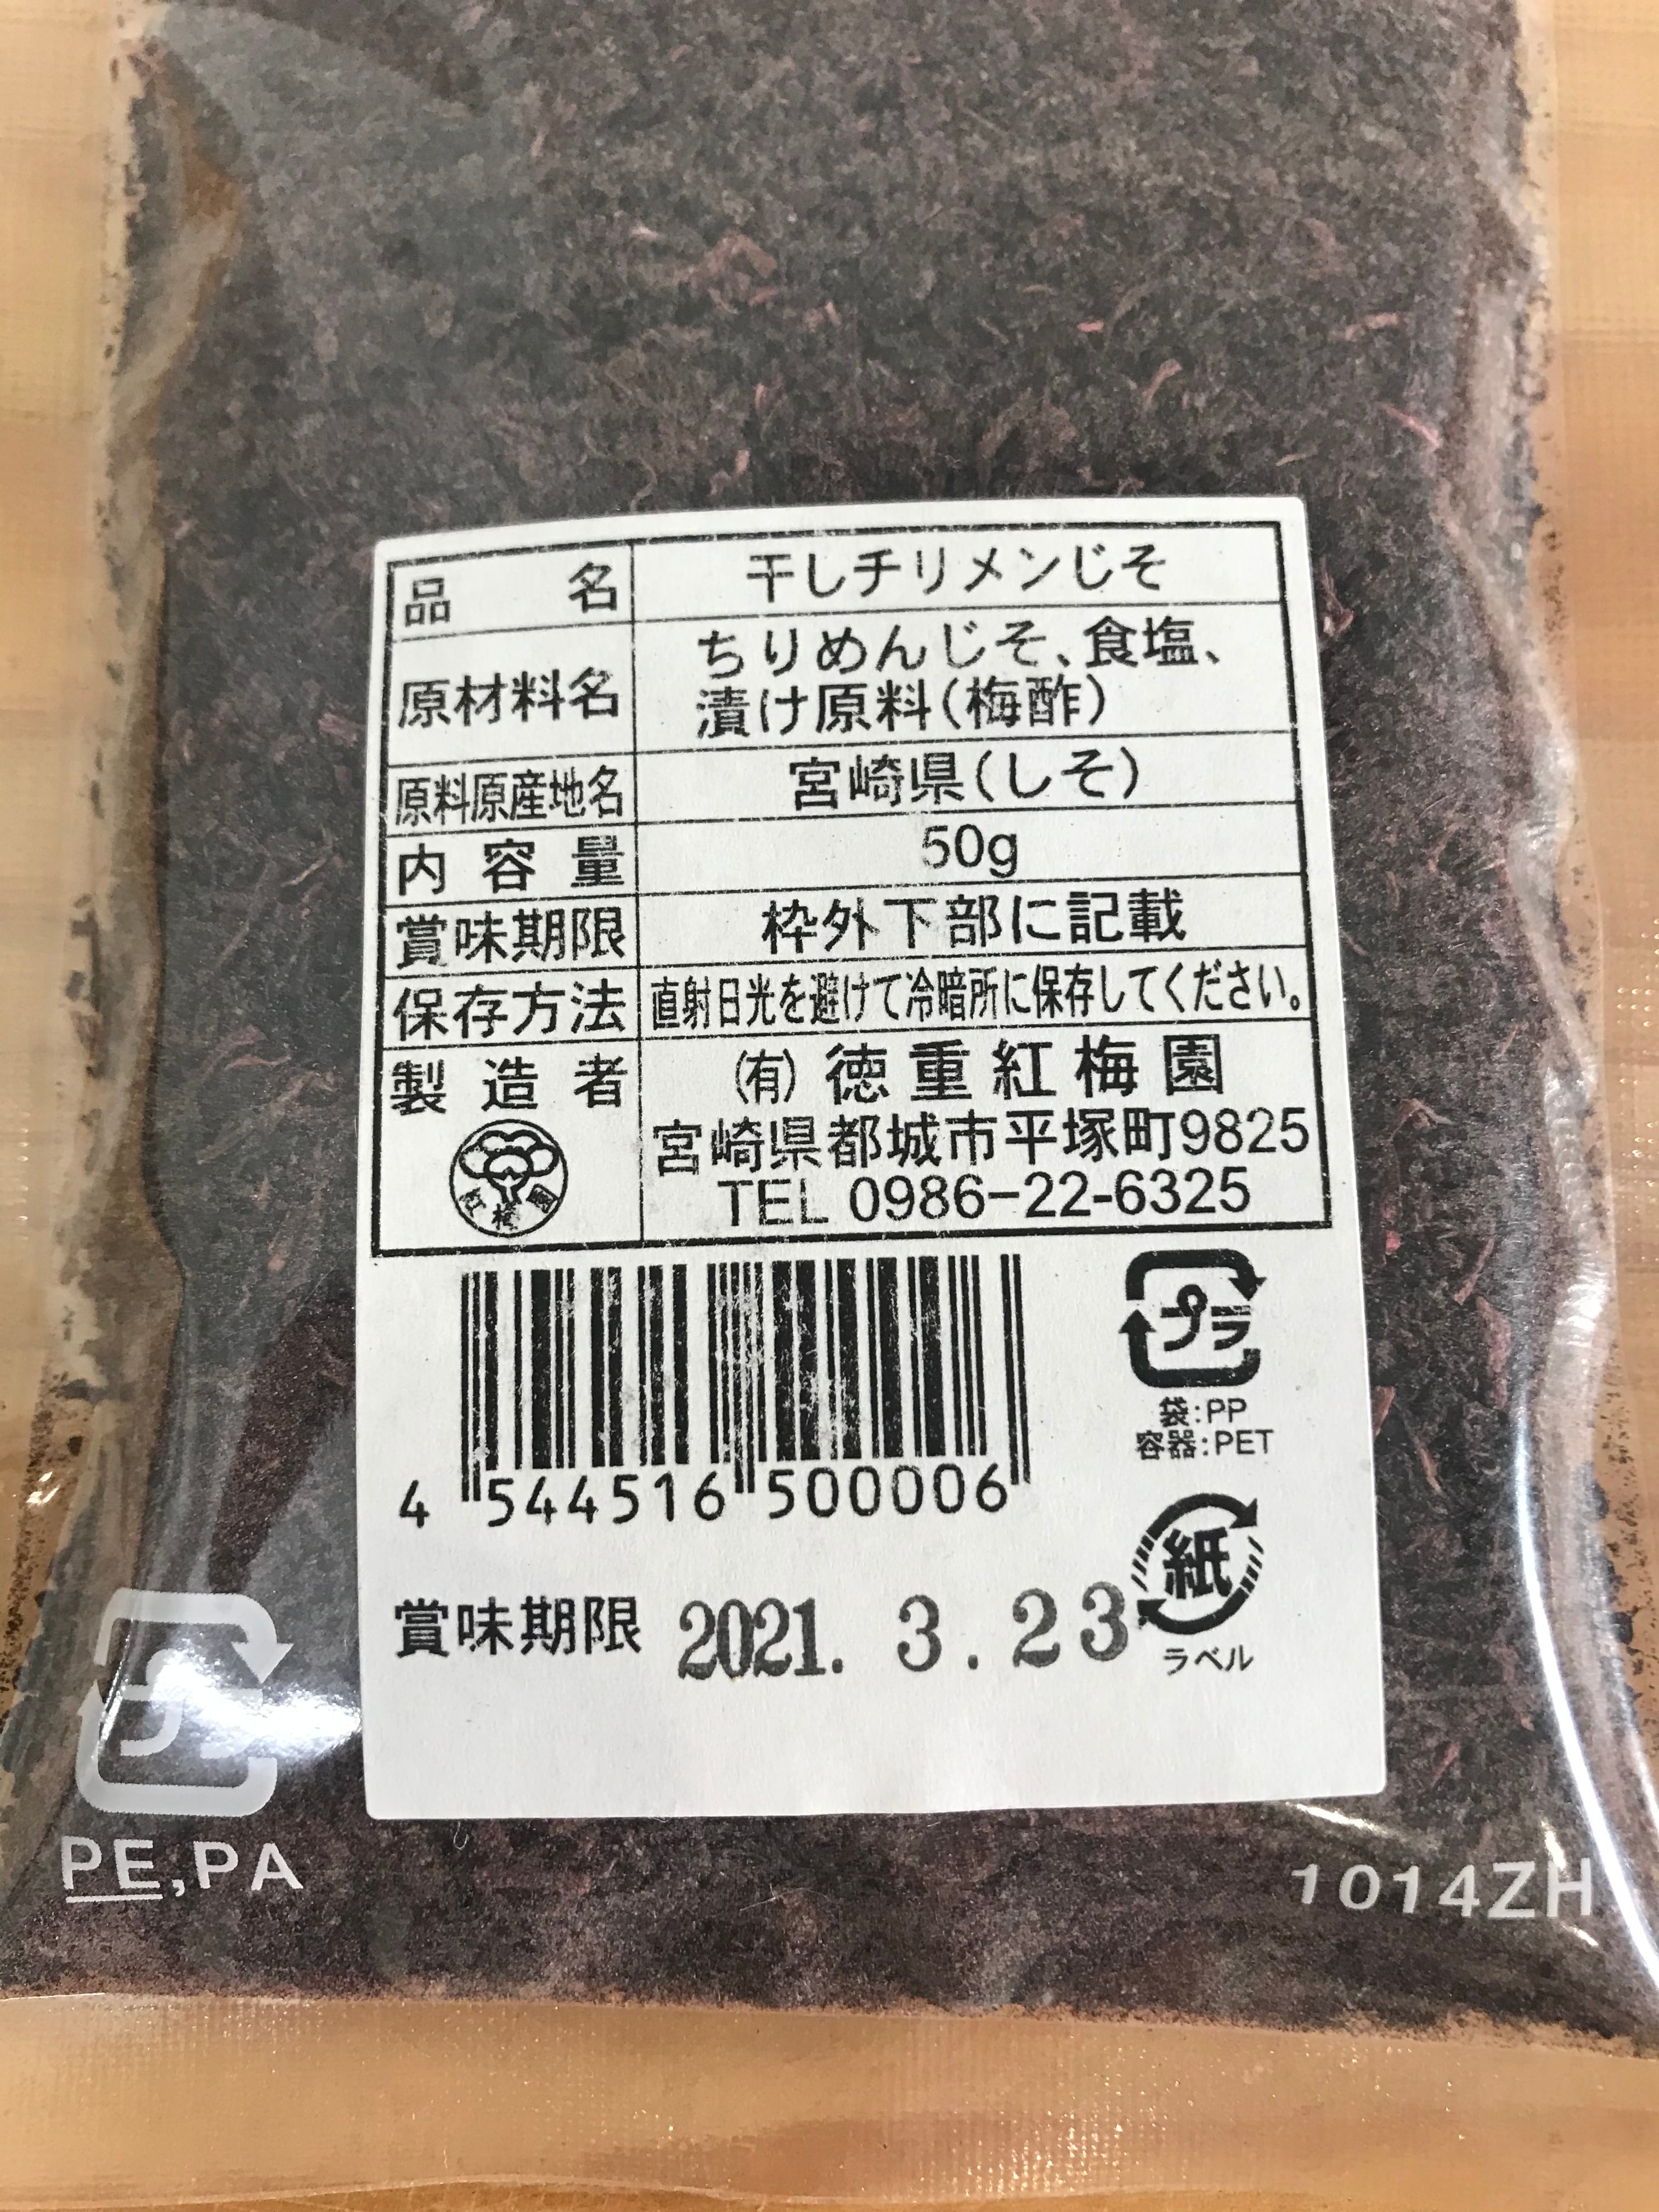 品名 干しチリメンじそ
原材料名 ちりめんじそ、食塩、
漬け原料(梅酢)
原料原産地名 宮崎県(しそ)
内容量 50g
賞味期限 枠外下部に記載
保存方法 直射日光を避けて冷暗所に保存してください。
製造者 (有)徳重紅梅園
宮崎県都城市平塚町9825
TEL 0986-22-6325
紅梅園
プラ
袋:PP
容器:PET
4 544516 500006
紙
ラベル
賞味期限 2021. 3. 23
プラ
PE,PA
1014ZH